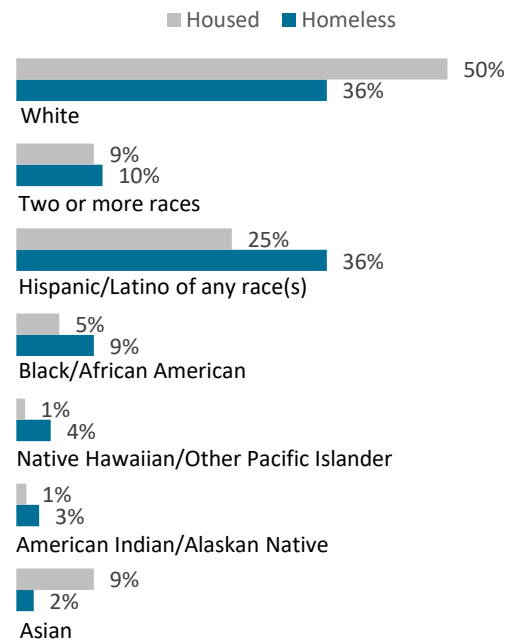 Housed Homeless
50%
36%
White
9%
10%
Two or more races
25%
36%
Hispanic/Latino of any race(s)
5%
9%
Black/African American
1%
4%
Native Hawaiian/Other Pacific Islander
1%
3%
American Indian/Alaskan Native
9%
2%
Asian